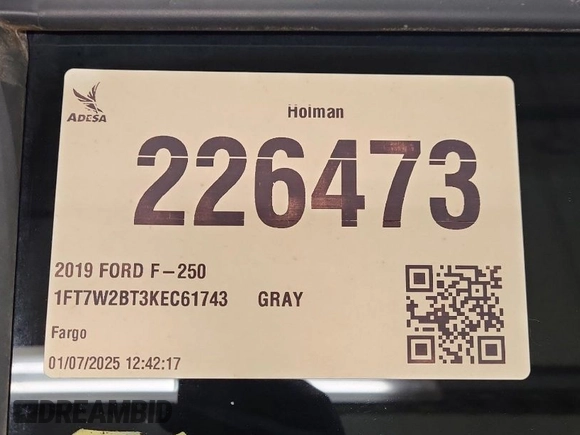 ADESA
Holman
226473
2019 FORD F-250
1FT7W2BT3KEC61743 GRAY
Fargo
01/07/2025 12:42:17
DREAMBID